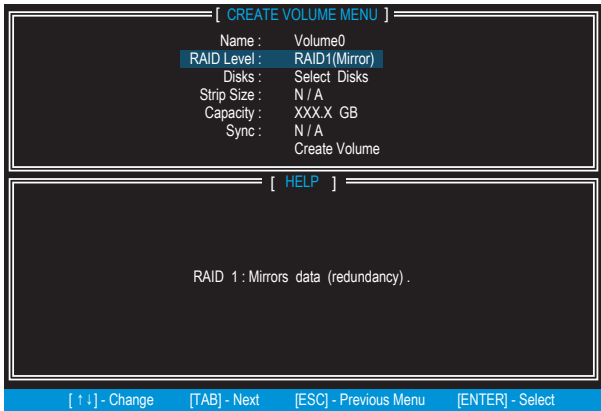 [ CREATE VOLUME MENU ]
Name : Volume0
RAID Level : RAID1(Mirror)
Disks : Select Disks
Strip Size : N / A
Capacity : XXX.X GB
Sync : N / A
Create Volume
[ HELP ]
RAID 1 : Mirrors data (redundancy) .
[ ↑↓] - Change [TAB] - Next [ESC] - Previous Menu [ENTER] - Select